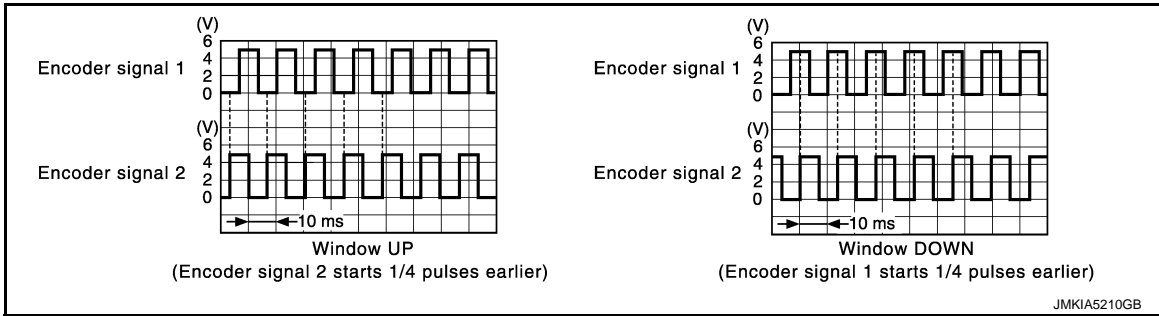 (V)
6
4
2
0
Encoder signal 1
(V)
6
4
2
0
Encoder signal 2
10 ms
Window UP
(Encoder signal 2 starts 1/4 pulses earlier)
(V)
6
4
2
0
Encoder signal 1
(V)
6
4
2
0
Encoder signal 2
10 ms
Window DOWN
(Encoder signal 1 starts 1/4 pulses earlier)
JMKIA5210GB